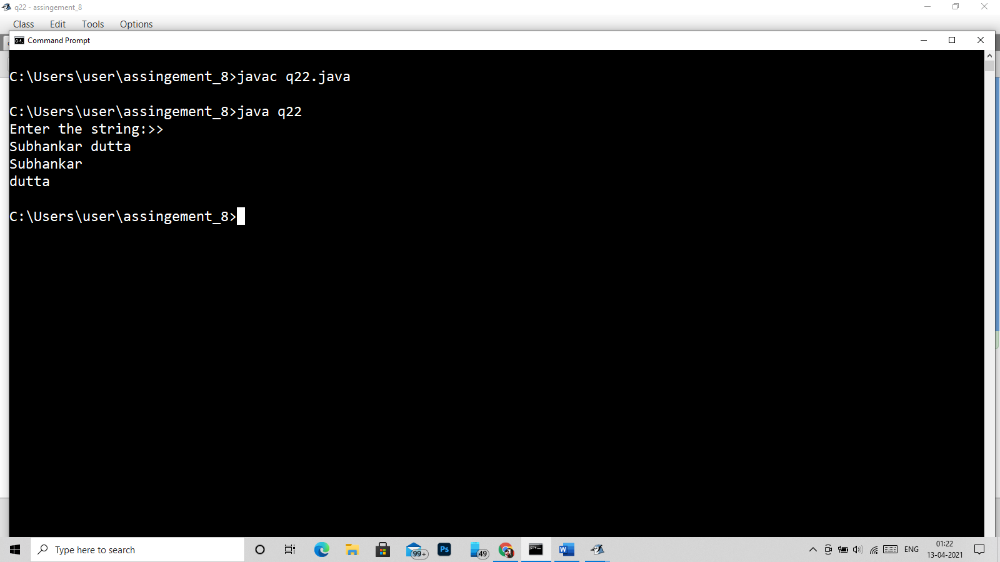 q22 - assingement_8
Class Edit Tools Options
Command Prompt
C:\Users\user\assingement_8>javac q22.java
C:\Users\user\assingement_8>java q22
Enter the string:>>
Subhankar dutta
Subhankar
dutta
C:\Users\user\assingement_8>
Type here to search
99+
Ps
49
W
ENG
01:22
13-04-2021